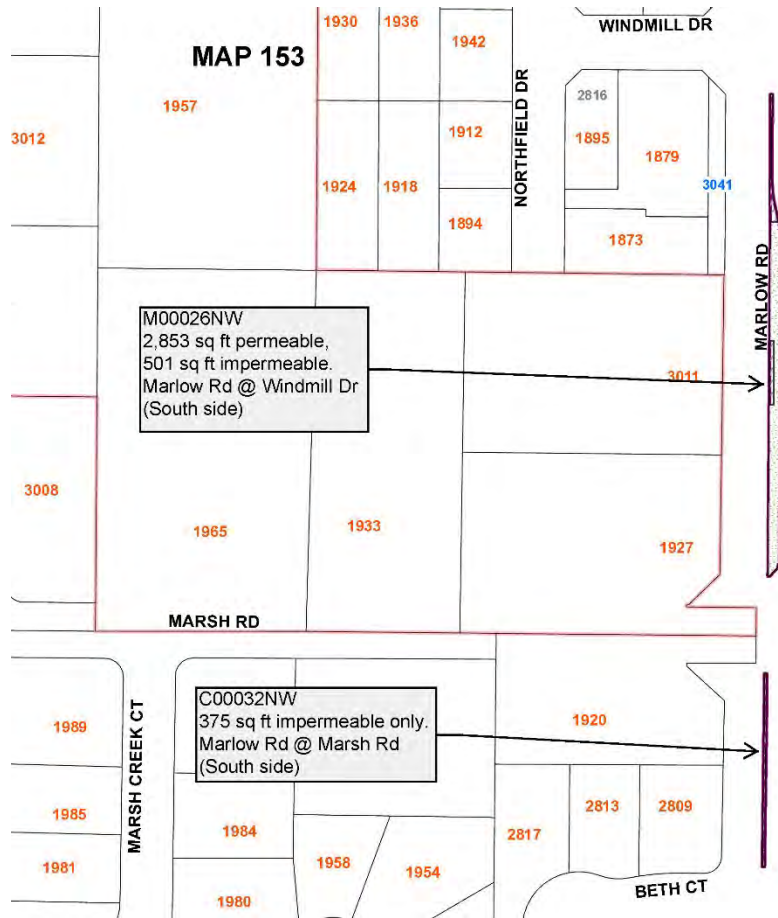 1930
1936
WINDMILL DR
1942
MAP 153
2816
1957
3012
1912
1895
1879
NORTHFIELD DR
1924
1918
3041
1894
1873
MARLOW RD
M00026NW
2,853 sq ft permeable,
501 sq ft impermeable.
Marlow Rd @ Windmill Dr
(South side)
3011
3008
1965
1933
1927
MARSH RD
C00032NW
375 sq ft impermeable only.
Marlow Rd @ Marsh Rd
(South side)
1920
1989
MARSH CREEK CT
1985
1984
2817
2813
2809
1981
1958
1954
1980
BETH CT